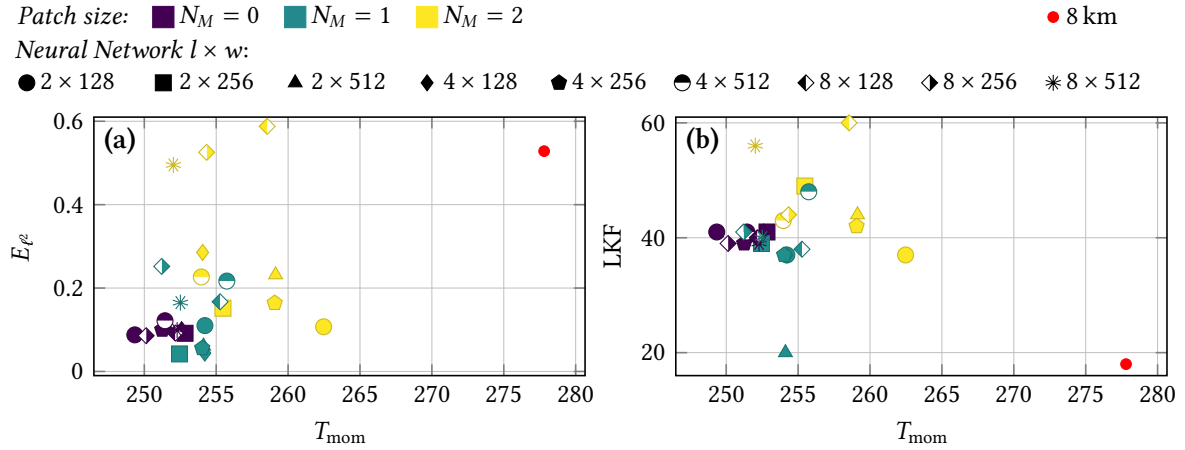 Patch size: N_M = 0 N_M = 1 N_M = 2 8 km
Neural Network l × w:
2 × 128 2 × 256 2 × 512 4 × 128 4 × 256 4 × 512 8 × 128 8 × 256 8 × 512
(a)
0.6
0.4
0.2
0
E_ℓ²
250 255 260 265 270 275 280
T_mom
(b)
60
40
20
LKF
250 255 260 265 270 275 280
T_mom